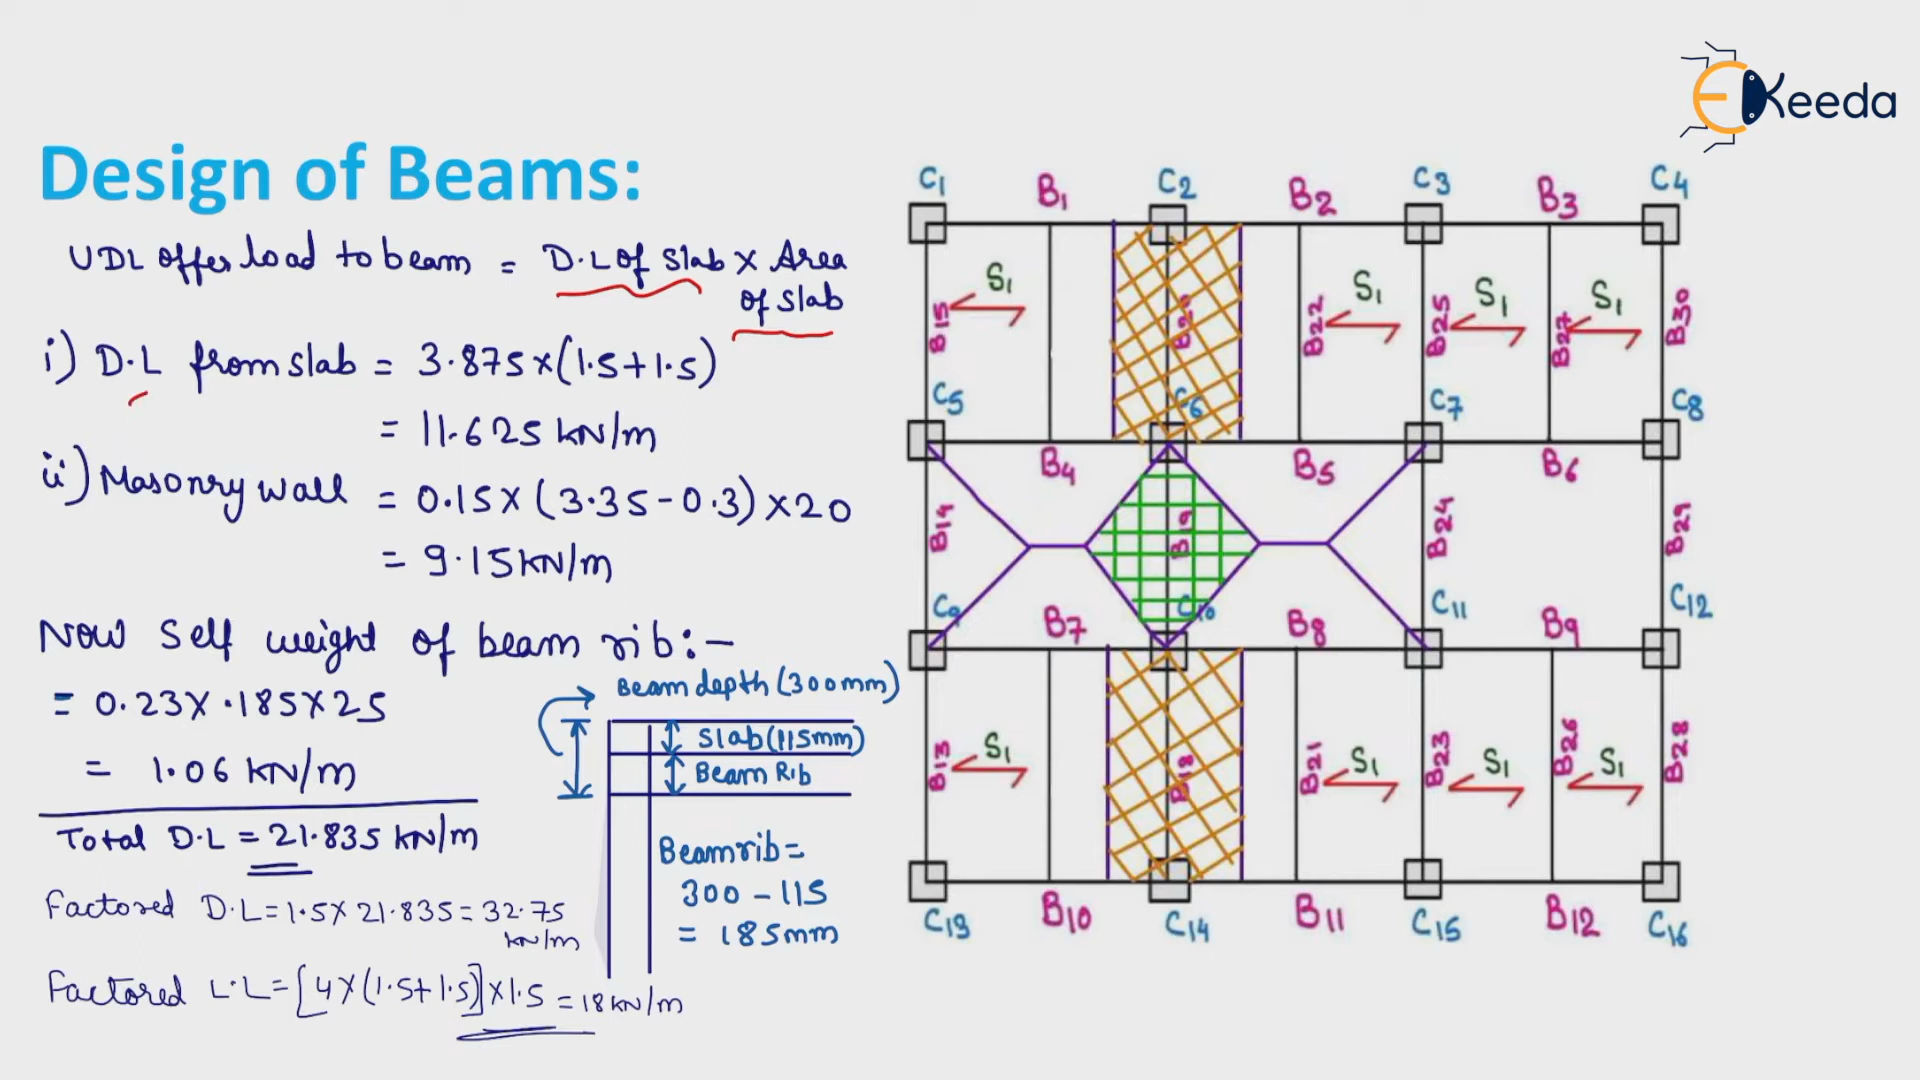 EKeeda
Design of Beams:
UDL offer load to beam = D.L of slab × Area
of slab
i) D.L from slab = 3.875×(1.5+1.5)
= 11.625 kN/m
ii) Masonry wall = 0.15×(3.35-0.3)×20
= 9.15 kN/m
Now Self weight of beam rib:-
= 0.23×.185×25
= 1.06 kN/m
Total D.L = 21.835 kN/m
Factored D.L=1.5× 21.835=32.75
kN/m
Factored L.L=[4×(1.5+1.5]×1.5 =18kN/m
Beam depth (300mm)
Slab(115mm)
Beam Rib
Beam rib=
300-115
= 185mm
C1 B1 C2 B2 C3 B3 C4
B15 S1 B22 S1 B25 S1 B27 S1 B30
C5 C6 C7 C8
B4 B5 B6
B14 B19 B24 B29
C9 C10 C11 C12
B7 B8 B9
B13 S1 B18 B21 S1 B23 S1 B26 S1 B28
C13 B10 C14 B11 C15 B12 C16